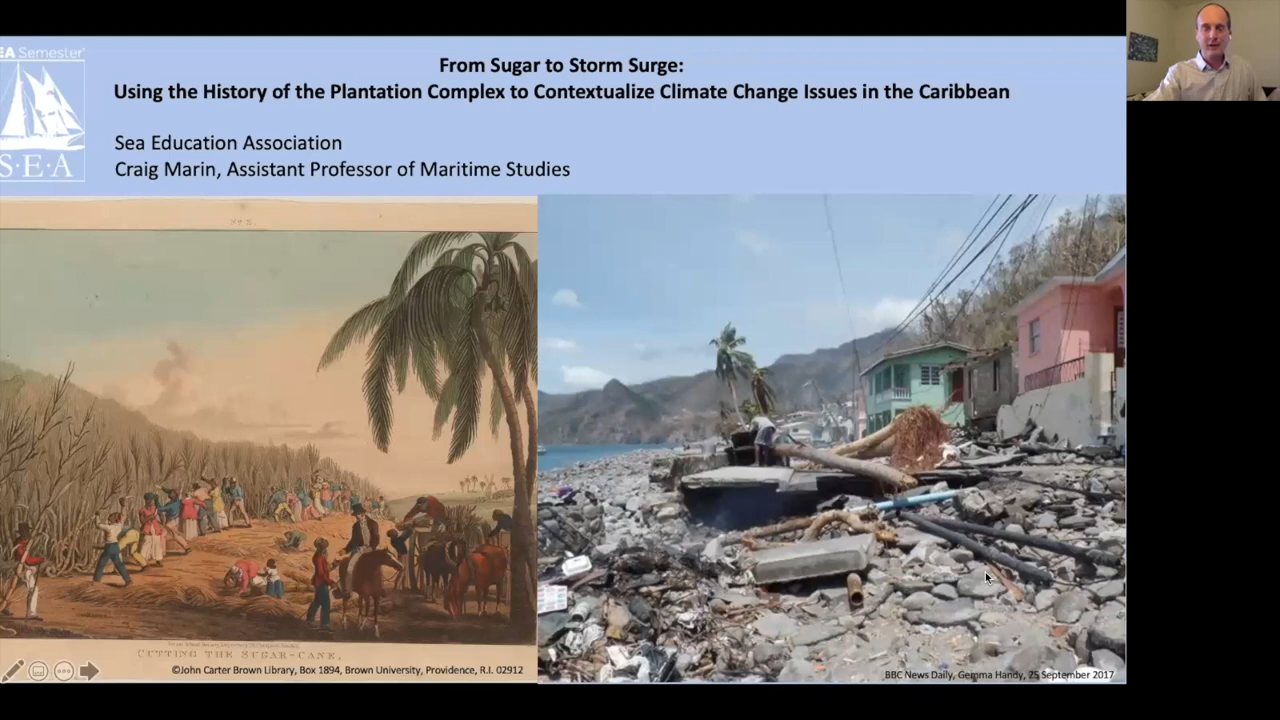 EA Semester
S·E·A
From Sugar to Storm Surge:
Using the History of the Plantation Complex to Contextualize Climate Change Issues in the Caribbean
Sea Education Association
Craig Marin, Assistant Professor of Maritime Studies
CUTTING THE SUGAR-CANE.
©John Carter Brown Library, Box 1894, Brown University, Providence, R.I. 02912
BBC News Daily, Gemma Handy, 25 September 2017